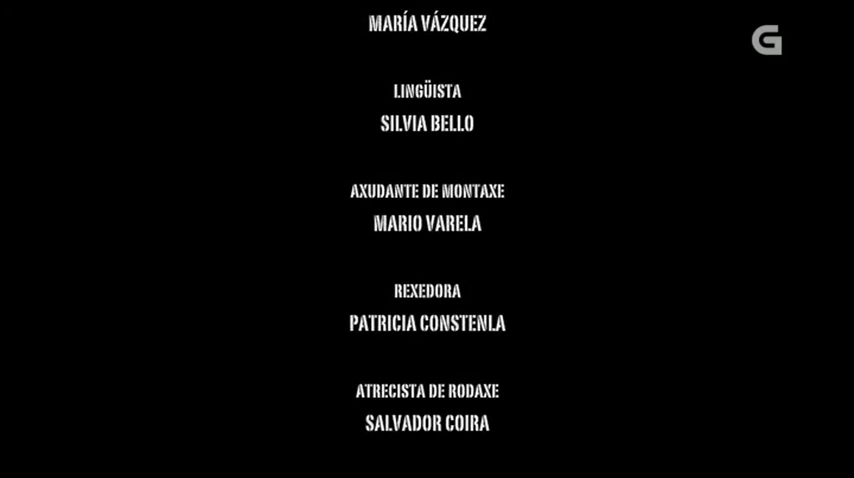 MARÍA VÁZQUEZ
G
LINGÜISTA
SILVIA BELLO
AXUDANTE DE MONTAXE
MARIO VARELA
REXEDORA
PATRICIA CONSTENLA
ATRECISTA DE RODAXE
SALVADOR COIRA